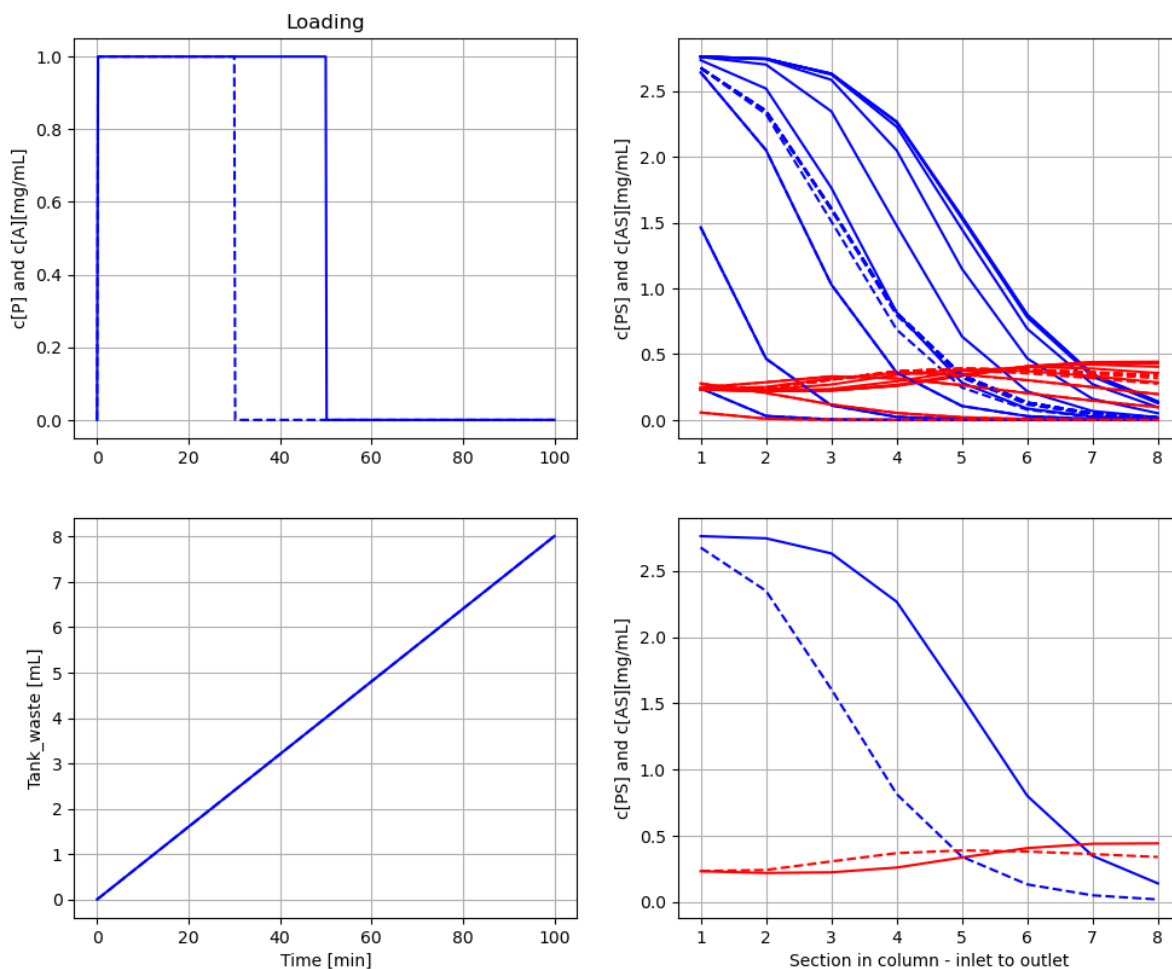 Loading
c[P] and c[A][mg/mL]
1.0
0.8
0.6
0.4
0.2
0.0
0 20 40 60 80 100
c[PS] and c[AS][mg/mL]
2.5
2.0
1.5
1.0
0.5
0.0
1 2 3 4 5 6 7 8
Tank_waste [mL]
8
7
6
5
4
3
2
1
0
0 20 40 60 80 100
Time [min]
c[PS] and c[AS][mg/mL]
2.5
2.0
1.5
1.0
0.5
0.0
1 2 3 4 5 6 7 8
Section in column - inlet to outlet